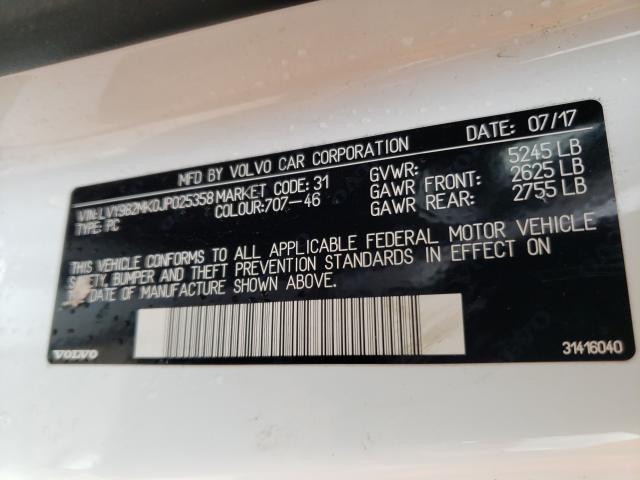 MFD BY VOLVO CAR CORPORATION DATE: 07/17
VIN:LVY982MKDJP025358 MARKET CODE: 31 GVWR: 5245 LB
TYPE: PC COLOUR:707-46 GAWR FRONT: 2625 LB
GAWR REAR: 2755 LB
THIS VEHICLE CONFORMS TO ALL APPLICABLE FEDERAL MOTOR VEHICLE
SAFETY, BUMPER AND THEFT PREVENTION STANDARDS IN EFFECT ON
DATE OF MANUFACTURE SHOWN ABOVE.
VOLVO 31416040